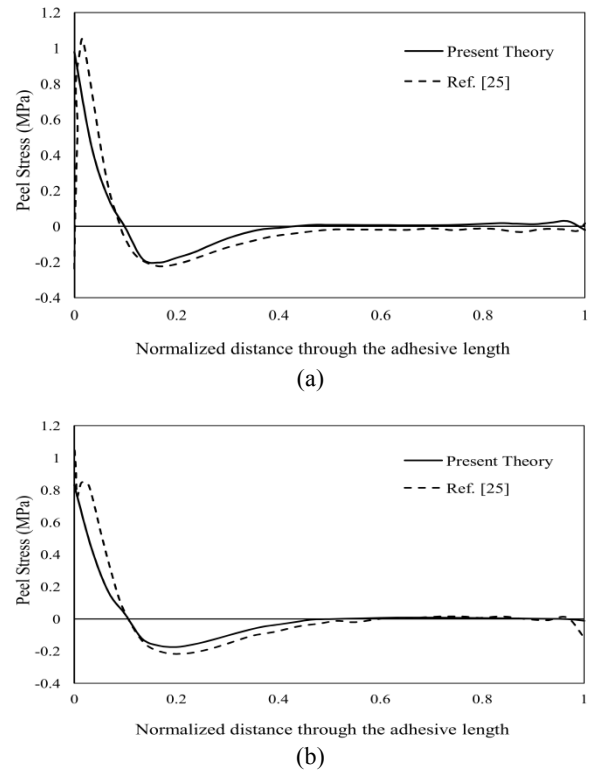 1.2
1
0.8
0.6
0.4
0.2
0
-0.2
-0.4
Peel Stress (MPa)
Present Theory
Ref. [25]
0 0.2 0.4 0.6 0.8 1
Normalized distance through the adhesive length
(a)
1.2
1
0.8
0.6
0.4
0.2
0
-0.2
-0.4
Peel Stress (MPa)
Present Theory
Ref. [25]
0 0.2 0.4 0.6 0.8 1
Normalized distance through the adhesive length
(b)